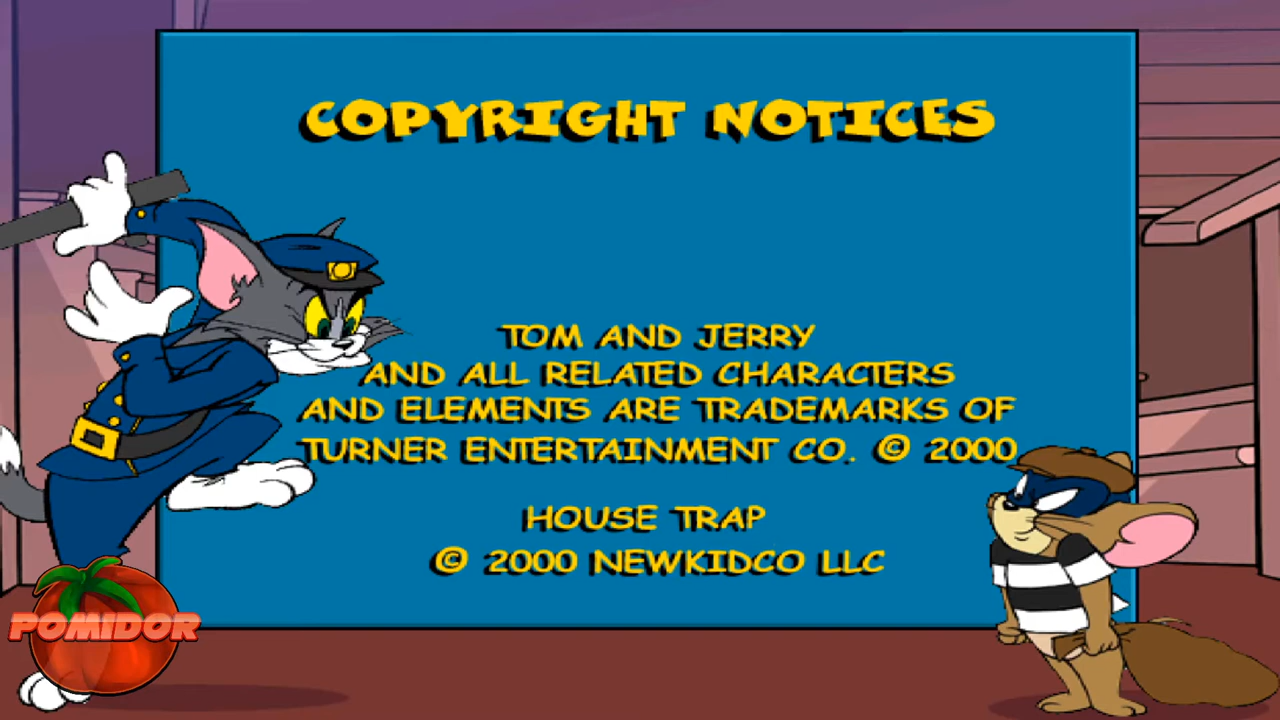 COPYRIGHT NOTICES
TOM AND JERRY
AND ALL RELATED CHARACTERS
AND ELEMENTS ARE TRADEMARKS OF
TURNER ENTERTAINMENT CO. © 2000
HOUSE TRAP
© 2000 NEWKIDCO LLC
POMIDOR